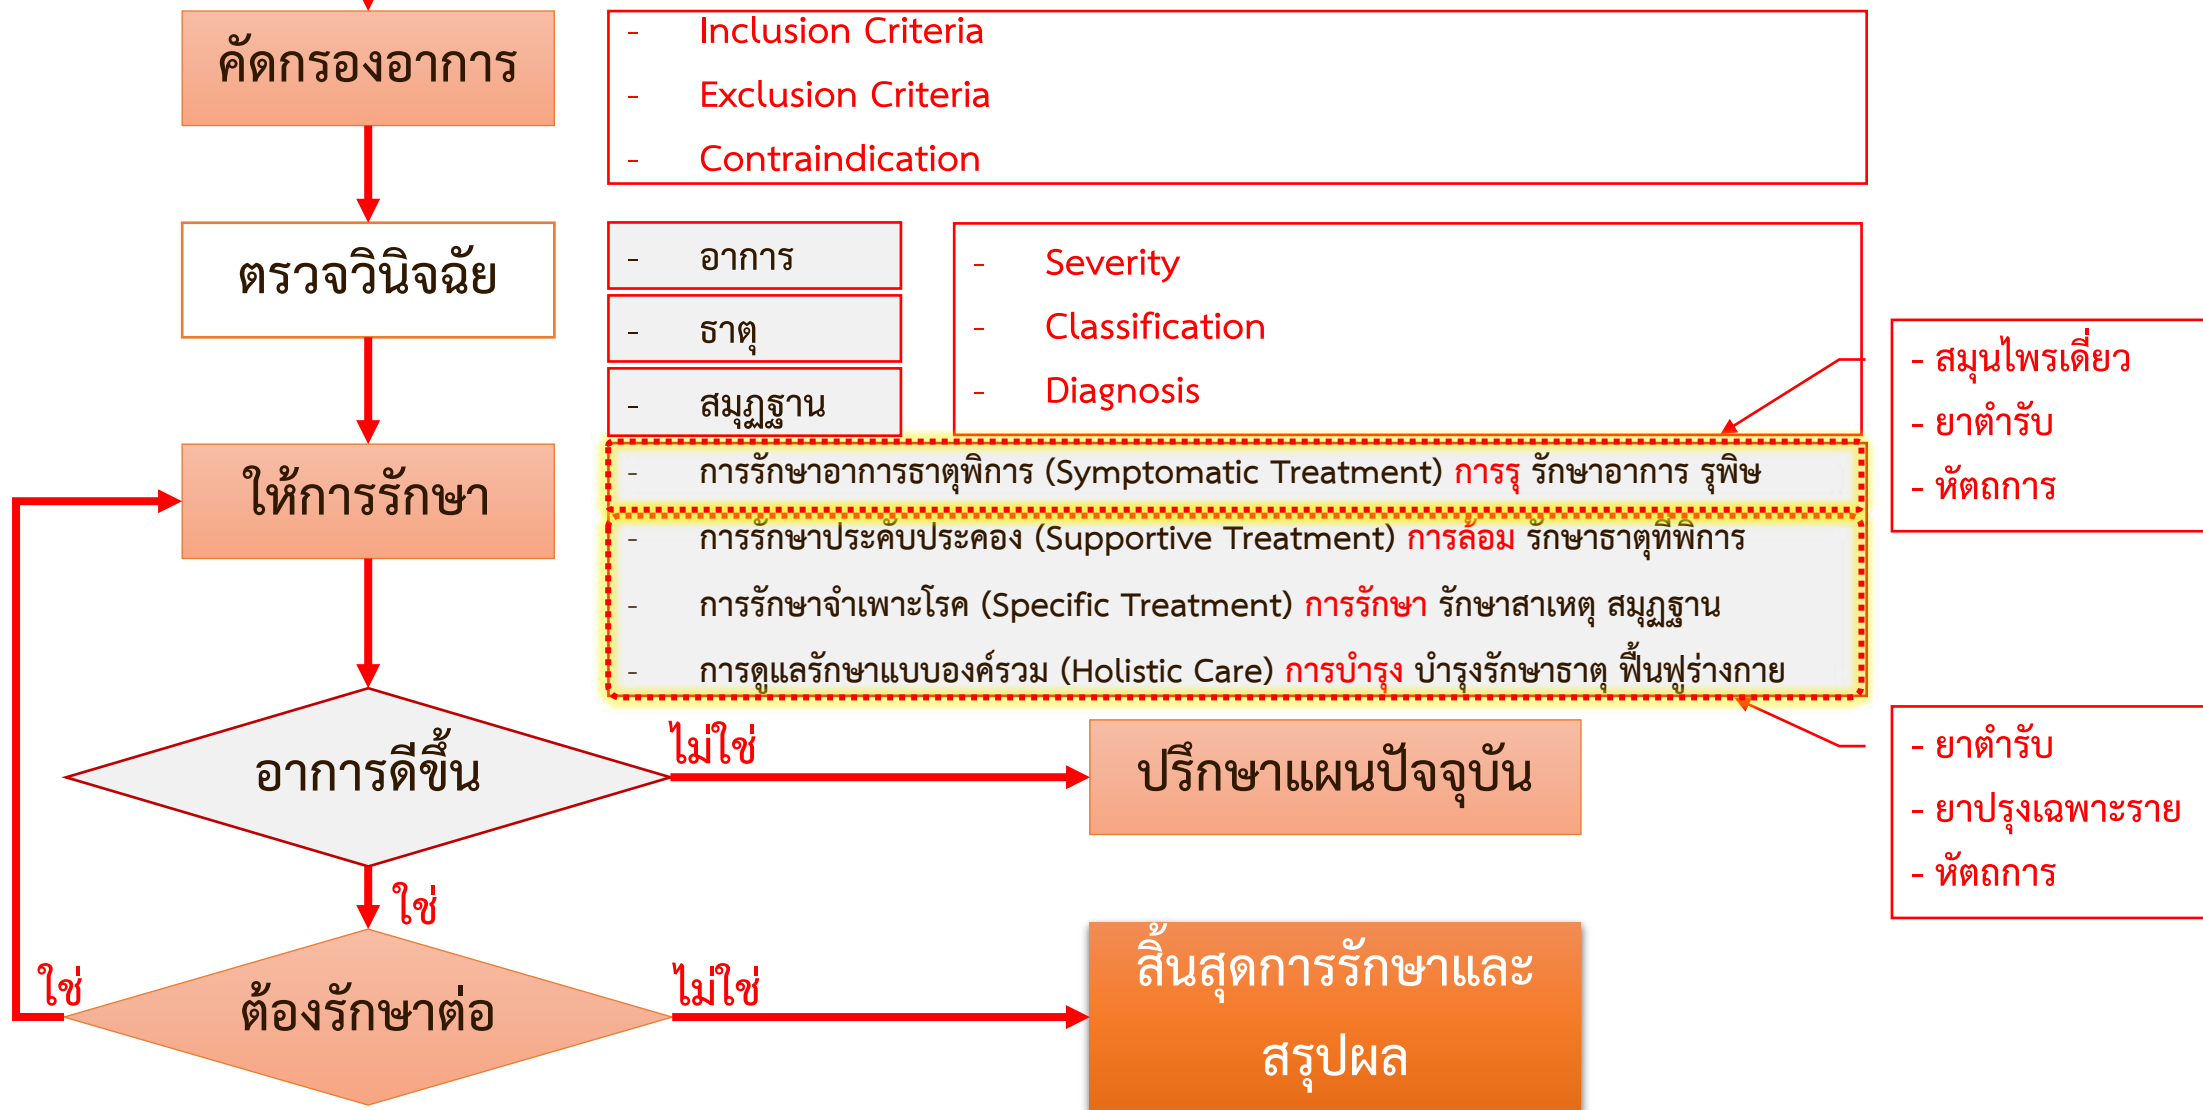 คัดกรองอาการ
- Inclusion Criteria
- Exclusion Criteria
- Contraindication
ตรวจวินิจฉัย
- อาการ
- ธาตุ
- สมุฏฐาน
- Severity
- Classification
- Diagnosis
- สมุนไพรเดี่ยว
- ยาตำรับ
- หัตถการ
ให้การรักษา
- การรักษาอาการธาตุพิการ (Symptomatic Treatment) การรุ รักษาอาการ รุพิษ
- การรักษาประคับประคอง (Supportive Treatment) การล้อม รักษาธาตุที่พิการ
- การรักษาจำเพาะโรค (Specific Treatment) การรักษา รักษาสาเหตุ สมุฏฐาน
- การดูแลรักษาแบบองค์รวม (Holistic Care) การบำรุง บำรุงรักษาธาตุ ฟื้นฟูร่างกาย
อาการดีขึ้น
ไม่ใช่
ปรึกษาแผนปัจจุบัน
- ยาตำรับ
- ยาปรุงเฉพาะราย
- หัตถการ
ใช่
ใช่
ต้องรักษาต่อ
ไม่ใช่
สิ้นสุดการรักษาและ
สรุปผล